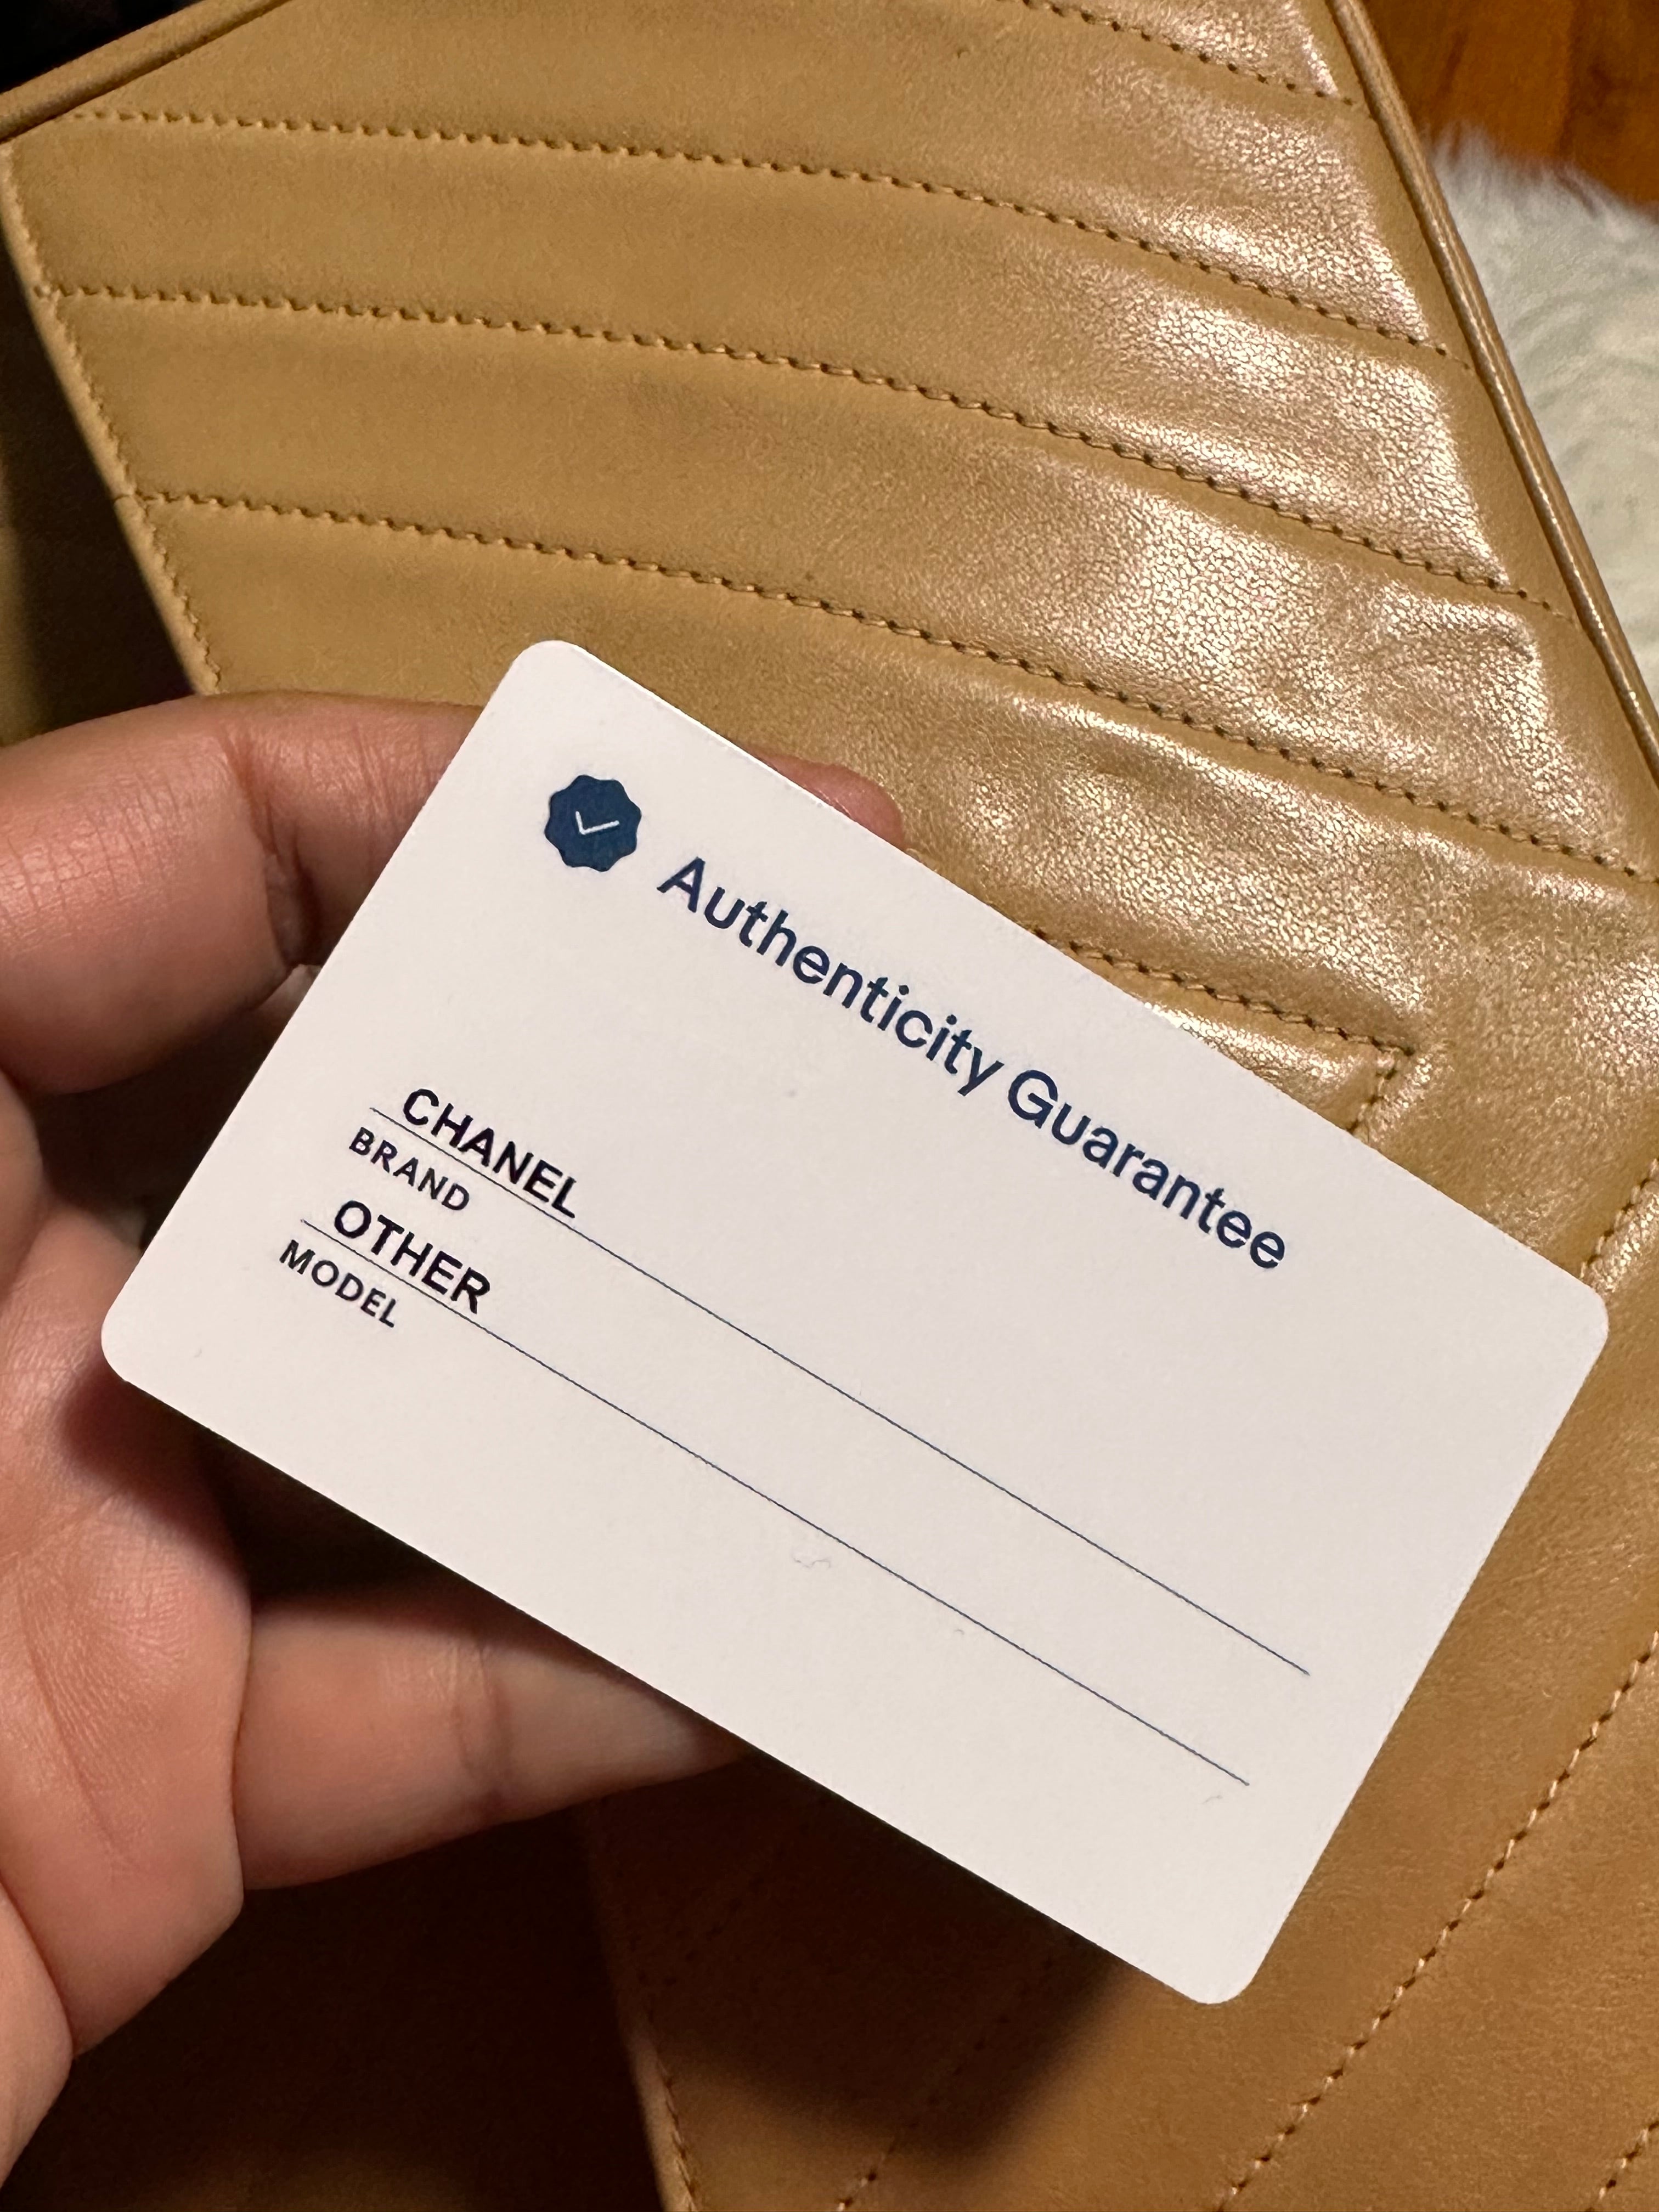 Authenticity Guarantee
CHANEL
BRAND
OTHER
MODEL